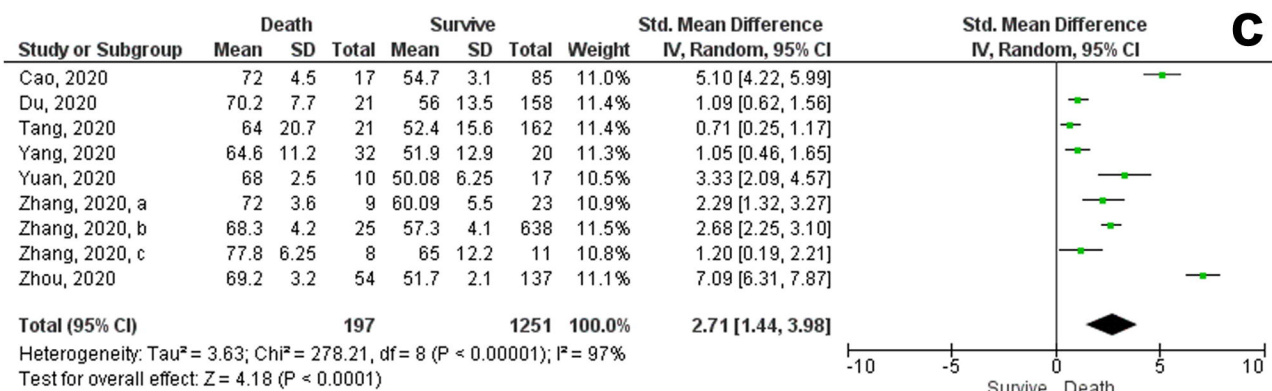 Death Survive Std. Mean Difference Std. Mean Difference C
Study or Subgroup Mean SD Total Mean SD Total Weight IV, Random, 95% CI IV, Random, 95% CI
Cao, 2020 72 4.5 17 54.7 3.1 85 11.0% 5.10 [4.22, 5.99]
Du, 2020 70.2 7.7 21 56 13.5 158 11.4% 1.09 [0.62, 1.56]
Tang, 2020 64 20.7 21 52.4 15.6 162 11.4% 0.71 [0.25, 1.17]
Yang, 2020 64.6 11.2 32 51.9 12.9 20 11.3% 1.05 [0.46, 1.65]
Yuan, 2020 68 2.5 10 50.08 6.25 17 10.5% 3.33 [2.09, 4.57]
Zhang, 2020, a 72 3.6 9 60.09 5.5 23 10.9% 2.29 [1.32, 3.27]
Zhang, 2020, b 68.3 4.2 25 57.3 4.1 638 11.5% 2.68 [2.25, 3.10]
Zhang, 2020, c 77.8 6.25 8 65 12.2 11 10.9% 1.20 [0.19, 2.21]
Zhou, 2020 69.2 3.2 54 51.7 2.1 137 11.1% 7.09 [6.31, 7.87]
Total (95% CI) 197 1251 100.0% 2.71 [1.44, 3.98]
Heterogeneity: Tau² = 3.63; Chi² = 278.21, df = 8 (P < 0.00001); I² = 97%
Test for overall effect: Z = 4.18 (P < 0.0001)
-10 -5 0 5 10
Survive Death